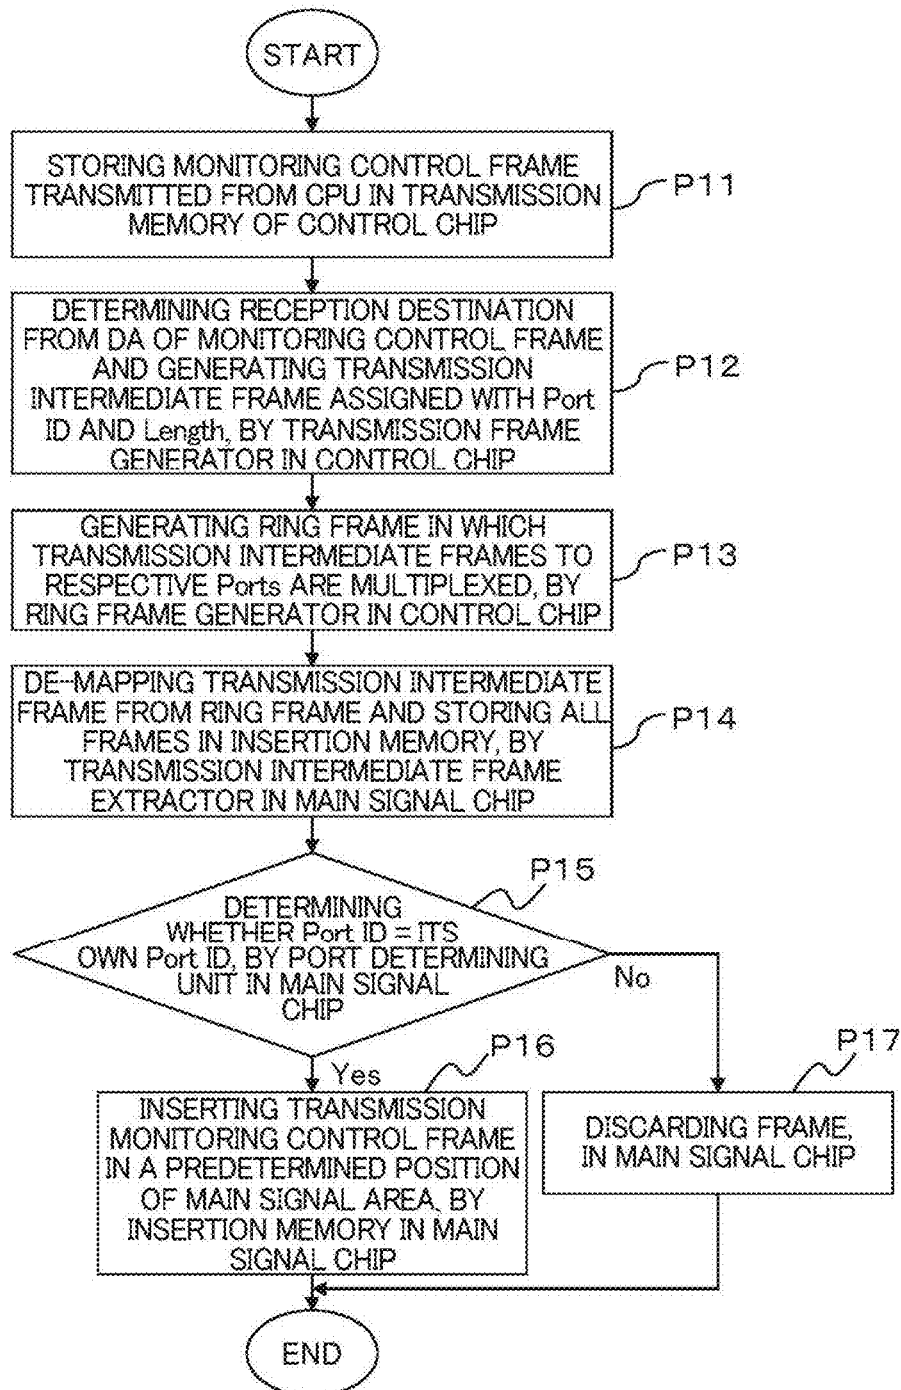 START
STORING MONITORING CONTROL FRAME
TRANSMITTED FROM CPU IN TRANSMISSION
MEMORY OF CONTROL CHIP
P11
DETERMINING RECEPTION DESTINATION
FROM DA OF MONITORING CONTROL FRAME
AND GENERATING TRANSMISSION
INTERMEDIATE FRAME ASSIGNED WITH Port
ID AND Length, BY TRANSMISSION FRAME
GENERATOR IN CONTROL CHIP
P12
GENERATING RING FRAME IN WHICH
TRANSMISSION INTERMEDIATE FRAMES TO
RESPECTIVE Ports ARE MULTIPLEXED, BY
RING FRAME GENERATOR IN CONTROL CHIP
P13
DE-MAPPING TRANSMISSION INTERMEDIATE
FRAME FROM RING FRAME AND STORING ALL
FRAMES IN INSERTION MEMORY, BY
TRANSMISSION INTERMEDIATE FRAME
EXTRACTOR IN MAIN SIGNAL CHIP
P14
P15
DETERMINING
WHETHER Port ID = ITS
OWN Port ID, BY PORT DETERMINING
UNIT IN MAIN SIGNAL
CHIP
No
Yes
P16
INSERTING TRANSMISSION
MONITORING CONTROL FRAME
IN A PREDETERMINED POSITION
OF MAIN SIGNAL AREA, BY
INSERTION MEMORY IN MAIN
SIGNAL CHIP
P17
DISCARDING FRAME,
IN MAIN SIGNAL CHIP
END